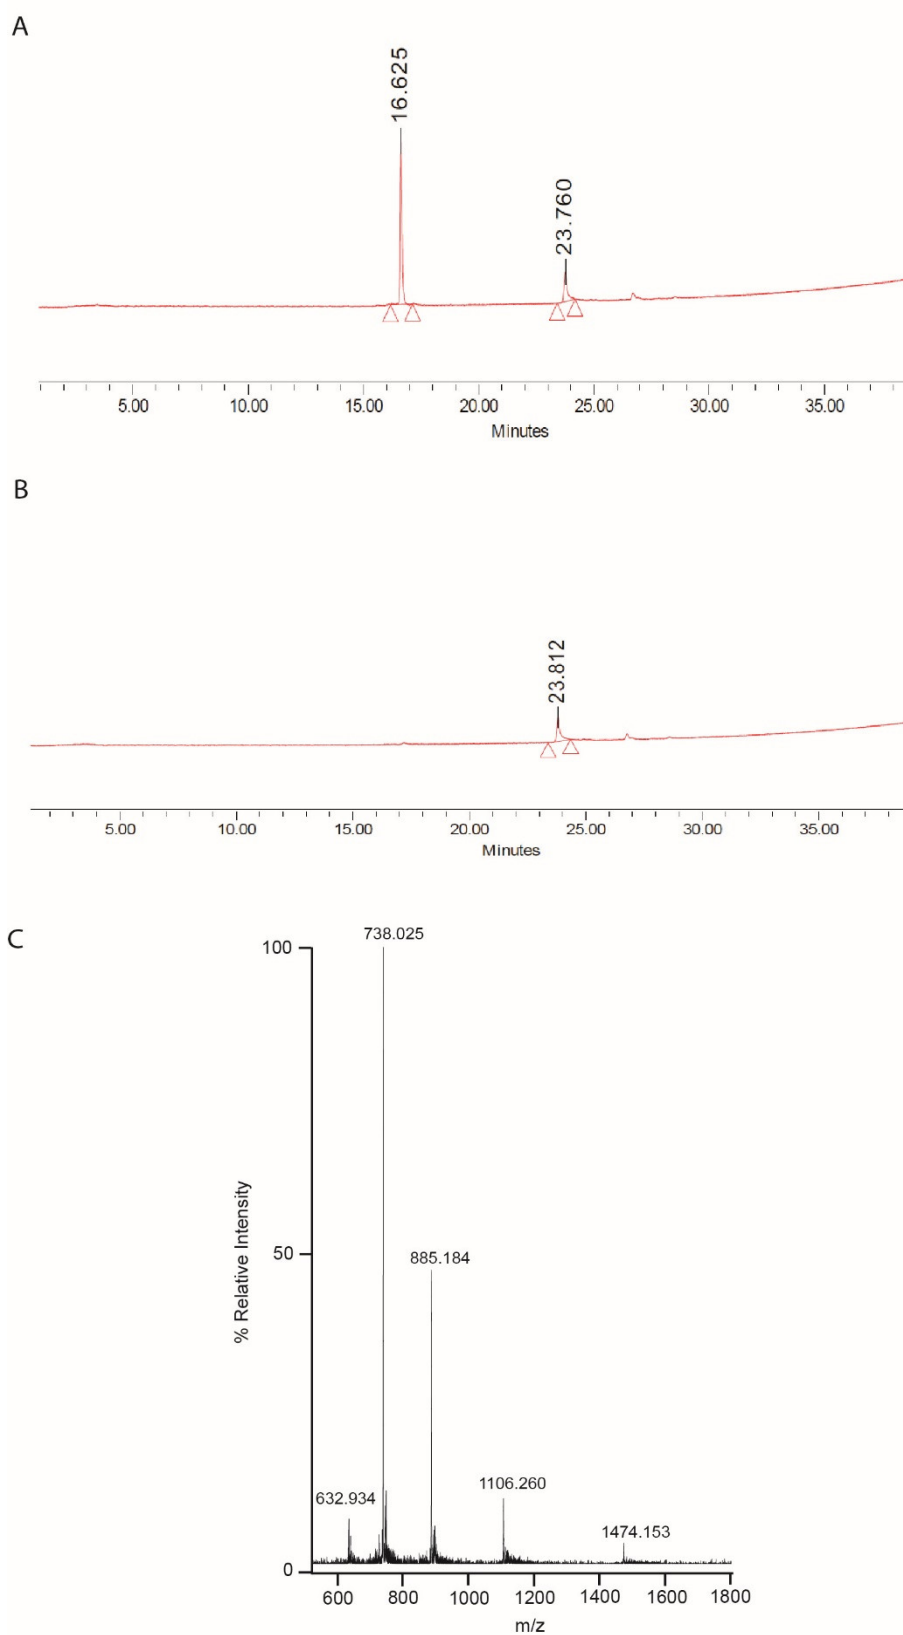 A
16.625
23.760
5.00 10.00 15.00 20.00 25.00 30.00 35.00
Minutes
B
23.812
5.00 10.00 15.00 20.00 25.00 30.00 35.00
Minutes
C
738.025
100
885.184
50
% Relative Intensity
632.934
1106.260
1474.153
0
600 800 1000 1200 1400 1600 1800
m/z